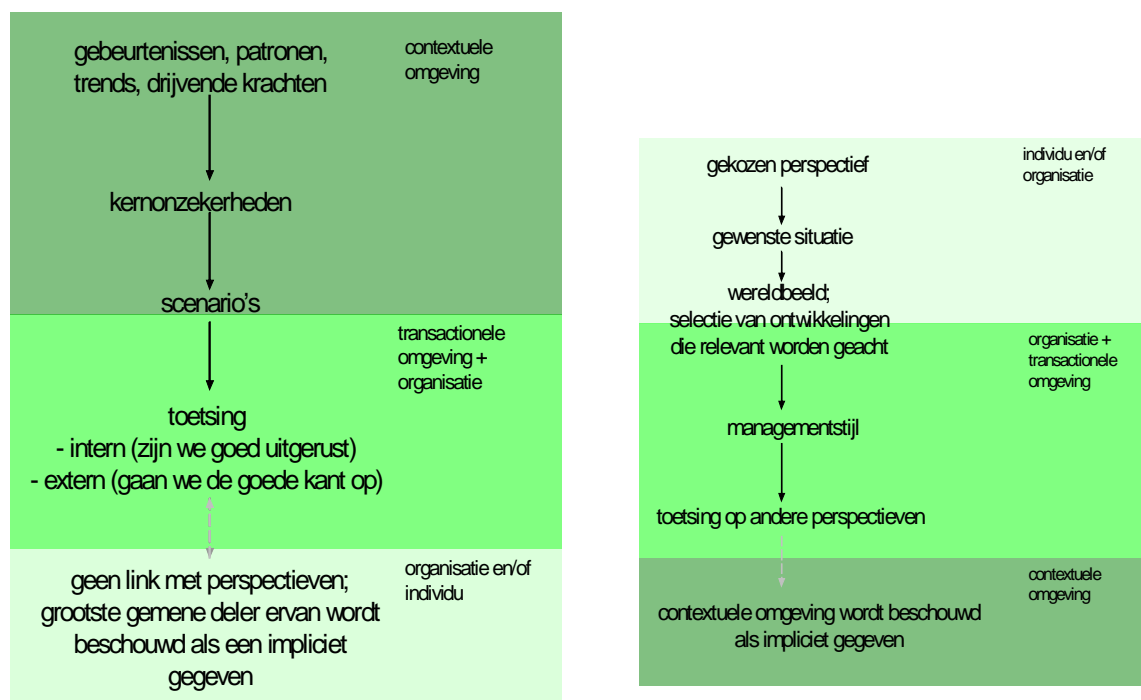 gebeurtenissen, patronen,
trends, drijvende krachten
contextuele
omgeving
kernonzekerheden
scenario's
transactionele
omgeving +
organisatie
toetsing
- intern (zijn we goed uitgerust)
- extern (gaan we de goede kant op)
organisatie en/of
individu
geen link met perspectieven;
grootste gemene deler ervan wordt
beschouwd als een impliciet
gegeven
gekozen perspectief
individu en/of
organisatie
gewenste situatie
wereldbeeld;
selectie van ontwikkelingen
die relevant worden geacht
organisatie +
transactionele
omgeving
managementstijl
toetsing op andere perspectieven
contextuele
omgeving
contextuele omgeving wordt beschouwd
als impliciet gegeven